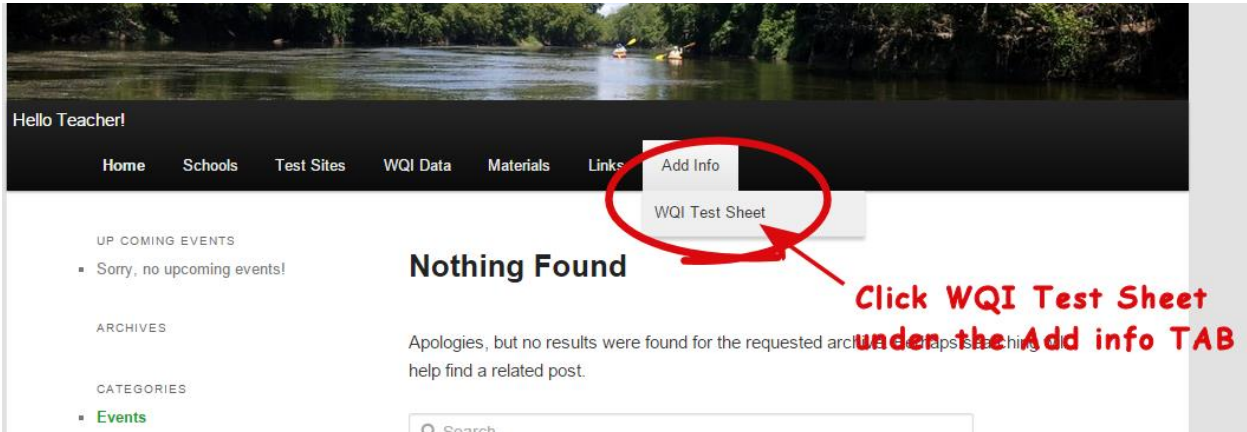 Hello Teacher!
Home Schools Test Sites WQI Data Materials Links Add Info
WQI Test Sheet
UP COMING EVENTS
Sorry, no upcoming events!
ARCHIVES
CATEGORIES
Events
Nothing Found
Apologies, but no results were found for the requested
help find a related post.
Search
Click WQI Test Sheet
under the Add info TAB